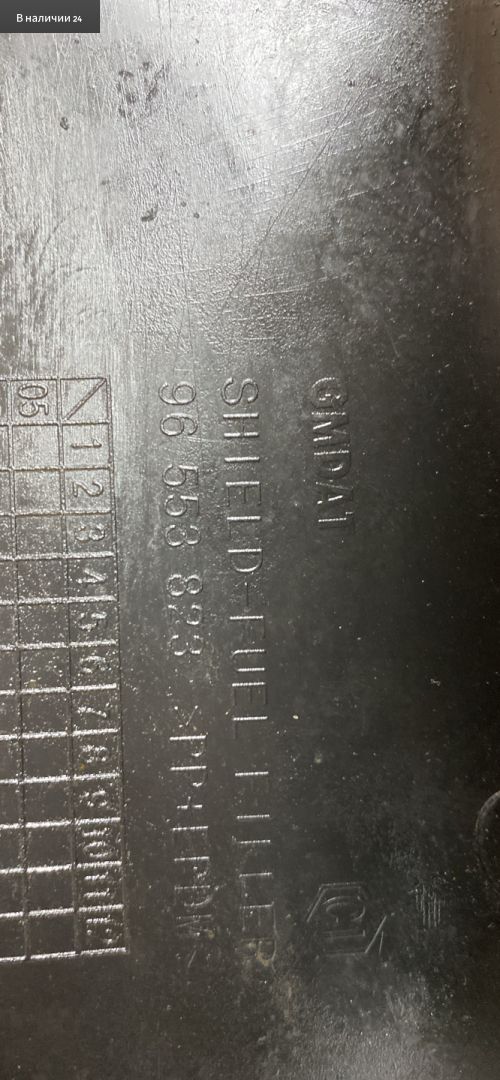 В наличии 24
GMDAT
SHIELD-FUEL FILLER
96 553 823 >PP+EPDM<
1 2 3 4 5 6 7 8 9 10 11 12
05